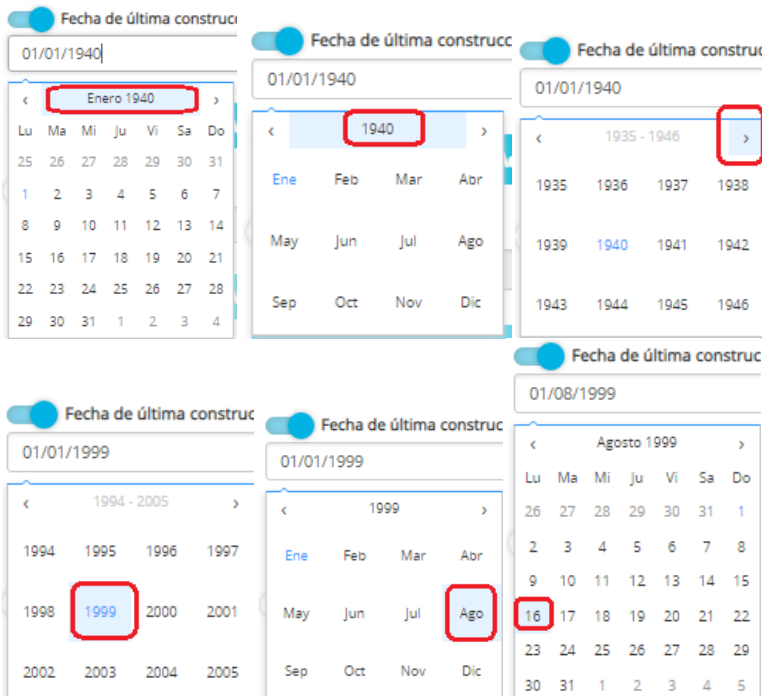 Fecha de última construcc
01/01/1940
‹ Enero 1940 ›
Lu Ma Mi Ju Vi Sa Do
25 26 27 28 29 30 31
1 2 3 4 5 6 7
8 9 10 11 12 13 14
15 16 17 18 19 20 21
22 23 24 25 26 27 28
29 30 31 1 2 3 4
Fecha de última construcc
01/01/1940
‹ 1940 ›
Ene Feb Mar Abr
May Jun Jul Ago
Sep Oct Nov Dic
Fecha de última construc
01/01/1940
‹ 1935 - 1946 ›
1935 1936 1937 1938
1939 1940 1941 1942
1943 1944 1945 1946
Fecha de última construc
01/01/1999
‹ 1994 - 2005 ›
1994 1995 1996 1997
1998 1999 2000 2001
2002 2003 2004 2005
Fecha de última construc
01/01/1999
‹ 1999 ›
Ene Feb Mar Abr
May Jun Jul Ago
Sep Oct Nov Dic
Fecha de última construc
01/08/1999
‹ Agosto 1999 ›
Lu Ma Mi Ju Vi Sa Do
26 27 28 29 30 31 1
2 3 4 5 6 7 8
9 10 11 12 13 14 15
16 17 18 19 20 21 22
23 24 25 26 27 28 29
30 31 1 2 3 4 5